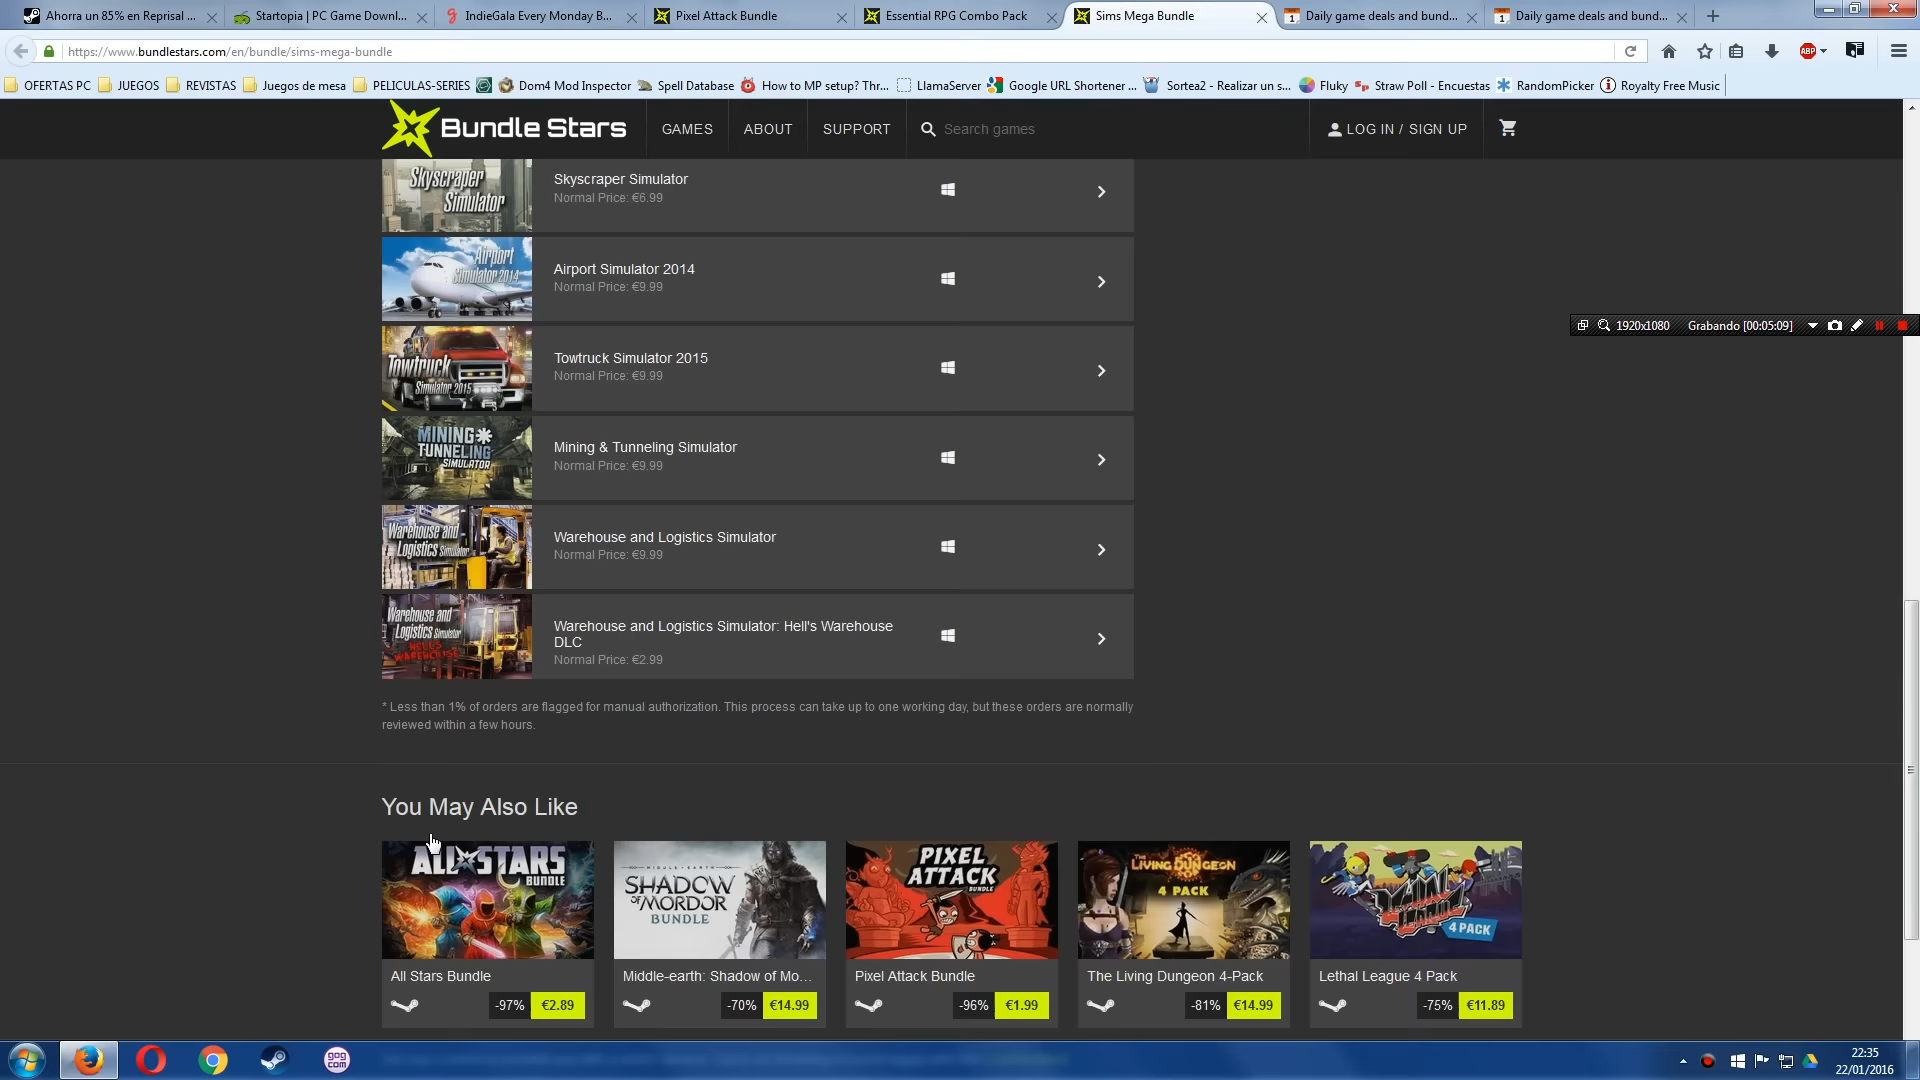 Ahorra un 85% en Reprisal ...
Startopia | PC Game Downl...
IndieGala Every Monday B...
Pixel Attack Bundle
Essential RPG Combo Pack
Sims Mega Bundle
Daily game deals and bund...
Daily game deals and bund...
https://www.bundlestars.com/en/bundle/sims-mega-bundle
ABP
OFERTAS PC
JUEGOS
REVISTAS
Juegos de mesa
PELICULAS-SERIES
Dom4 Mod Inspector
Spell Database
How to MP setup? Thr...
LlamaServer
Google URL Shortener ...
Sortea2 - Realizar un s...
Fluky
Straw Poll - Encuestas
RandomPicker
Royalty Free Music
Bundle Stars
GAMES
ABOUT
SUPPORT
Search games
LOG IN / SIGN UP
Skyscraper
Simulator
Skyscraper Simulator
Normal Price: €6.99
Airport
Simulator 2014
Airport Simulator 2014
Normal Price: €9.99
1920x1080
Grabando [00:05:09]
Towtruck
Simulator 2015
Towtruck Simulator 2015
Normal Price: €9.99
MINING
TUNNELING
SIMULATOR
Mining & Tunneling Simulator
Normal Price: €9.99
Warehouse and
Logistics Simulator
Warehouse and Logistics Simulator
Normal Price: €9.99
Warehouse and
Logistics Simulator
HELL'S
WAREHOUSE
Warehouse and Logistics Simulator: Hell's Warehouse
DLC
Normal Price: €2.99
* Less than 1% of orders are flagged for manual authorization. This process can take up to one working day, but these orders are normally
reviewed within a few hours.
You May Also Like
ALL STARS
BUNDLE
MIDDLE-EARTH
SHADOW
OF MORDOR
BUNDLE
PIXEL
ATTACK
BUNDLE
THE LIVING DUNGEON
4 PACK
LETHAL LEAGUE
4 PACK
All Stars Bundle
-97%
€2.89
Middle-earth: Shadow of Mo...
-70%
€14.99
Pixel Attack Bundle
-96%
€1.99
The Living Dungeon 4-Pack
-81%
€14.99
Lethal League 4 Pack
-75%
€11.89
gog
com
22:35
22/01/2016